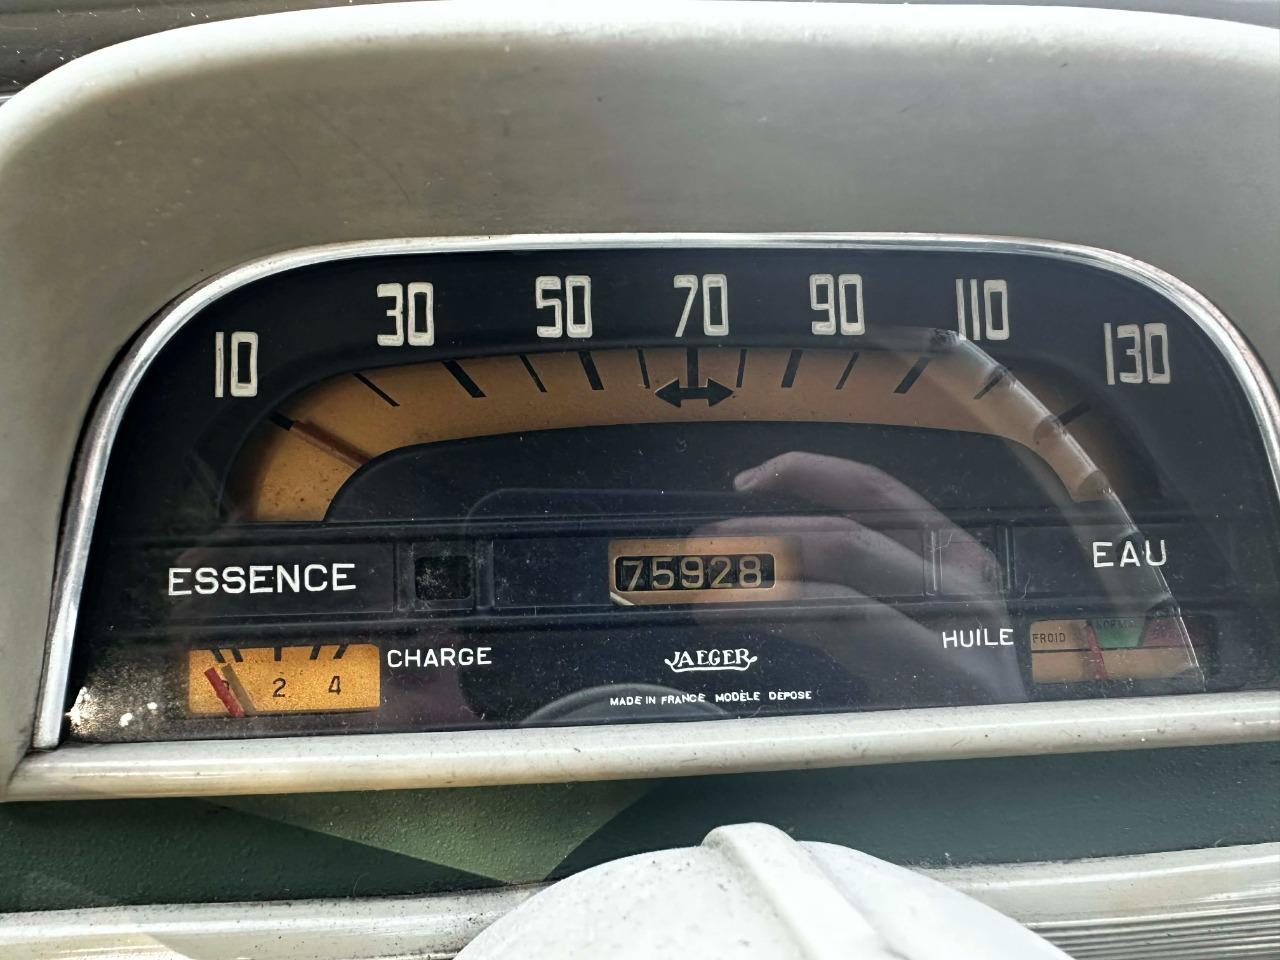 10 30 50 70 90 110 130
ESSENCE 75928 EAU
CHARGE JAEGER HUILE FROID
2 4
MADE IN FRANCE MODÈLE DÉPOSÉ